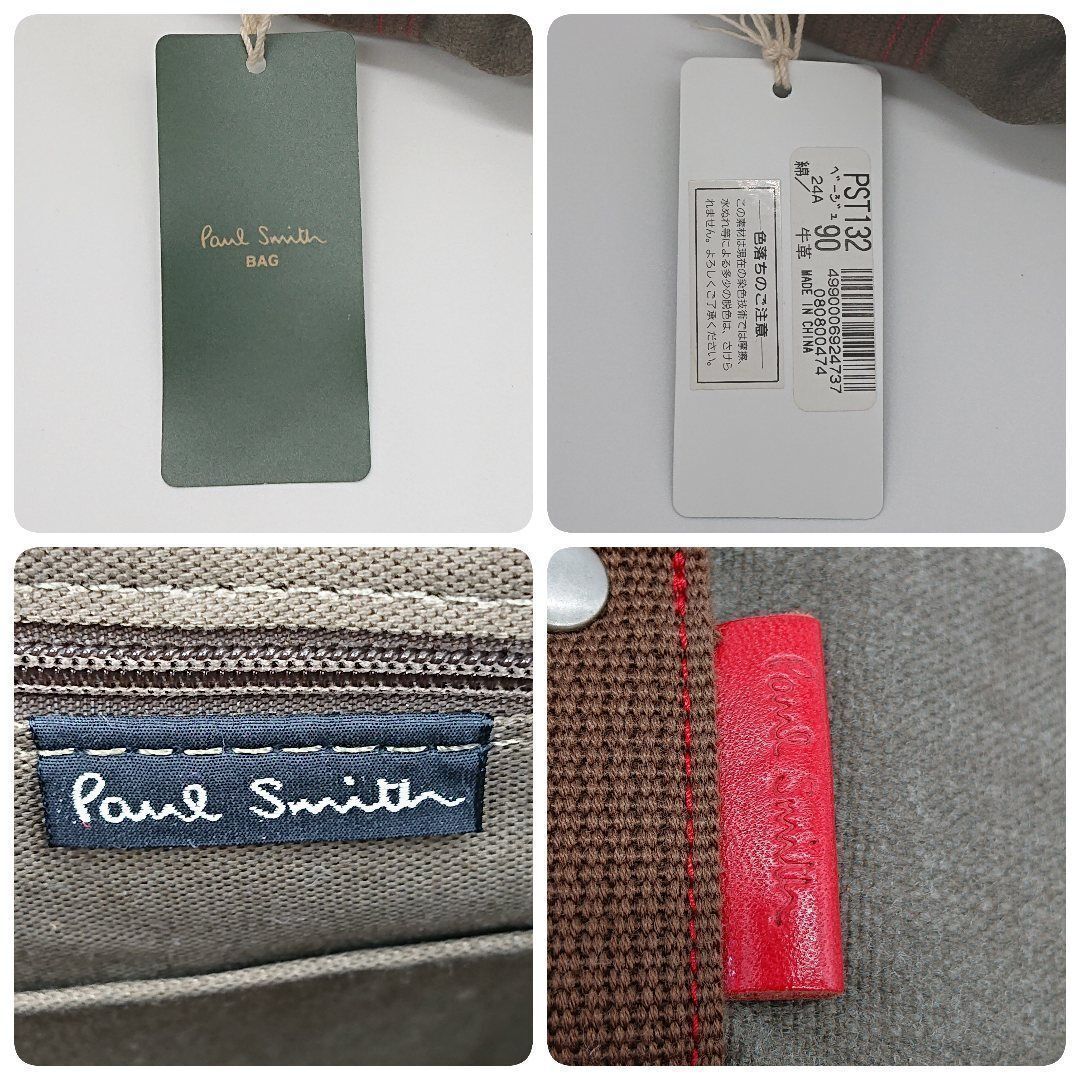 Paul Smith
BAG
PST132
ベージュ 90
24A
綿/
牛革
4990006924737
0808000474
MADE IN CHINA
色落ちのご注意
この素材は現在の染色技術では摩擦、
水ぬれ等による多少の脱色は、さけら
れません。よろしくご了承ください。
Paul Smith
Paul Smith